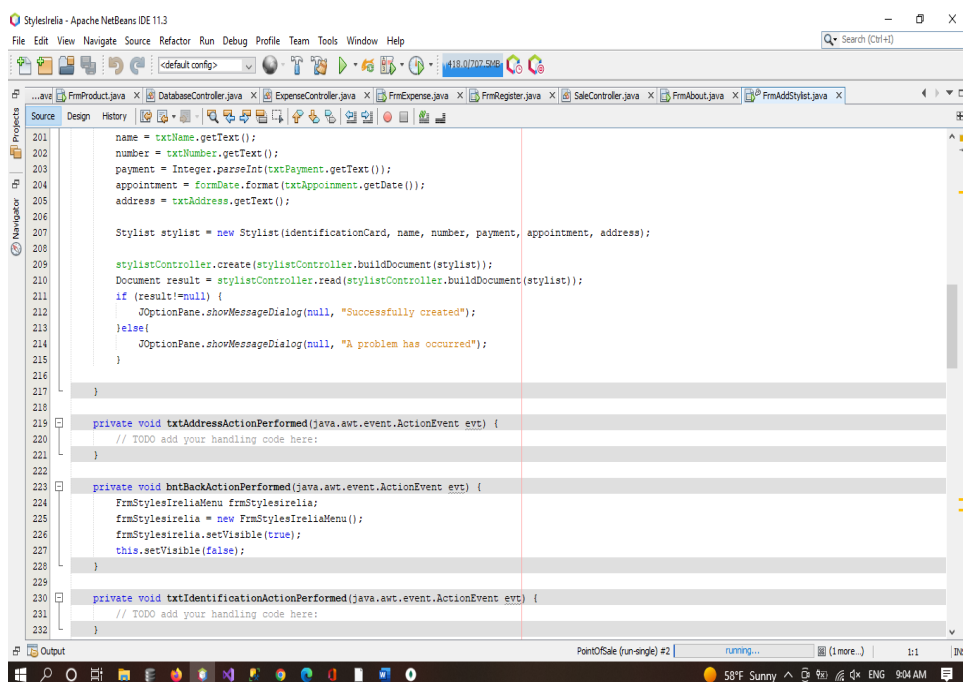 StylesIrelia - Apache NetBeans IDE 11.3
File Edit View Navigate Source Refactor Run Debug Profile Team Tools Window Help
Search (Ctrl+I)
<default config>
418.0/707.5MB
...ava FrmProduct.java DatabaseController.java ExpenseController.java FrmExpense.java FrmRegister.java SaleController.java FrmAbout.java FrmAddStylist.java
Source Design History
Projects
Navigator
201 name = txtName.getText();
202 number = txtNumber.getText();
203 payment = Integer.parseInt(txtPayment.getText());
204 appointment = formDate.format(txtAppoinment.getDate());
205 address = txtAddress.getText();
206
207 Stylist stylist = new Stylist(identificationCard, name, number, payment, appointment, address);
208
209 stylistController.create(stylistController.buildDocument(stylist));
210 Document result = stylistController.read(stylistController.buildDocument(stylist));
211 if (result!=null) {
212 JOptionPane.showMessageDialog(null, "Successfully created");
213 }else{
214 JOptionPane.showMessageDialog(null, "A problem has occurred");
215 }
216
217 }
218
219 private void txtAddressActionPerformed(java.awt.event.ActionEvent evt) {
220 // TODO add your handling code here:
221 }
222
223 private void bntBackActionPerformed(java.awt.event.ActionEvent evt) {
224 FrmStylesIreliaMenu frmStylesirelia;
225 frmStylesirelia = new FrmStylesIreliaMenu();
226 frmStylesirelia.setVisible(true);
227 this.setVisible(false);
228 }
229
230 private void txtIdentificationActionPerformed(java.awt.event.ActionEvent evt) {
231 // TODO add your handling code here:
232 }
Output
PointOfSale (run-single) #2 running... (1 more...) 1:1 IN
58°F Sunny ENG 9:04 AM